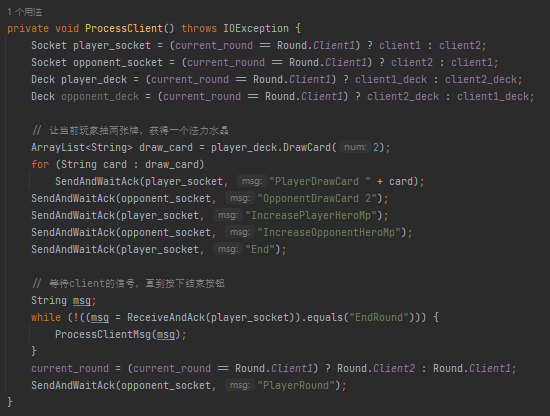 1 个用法
private void ProcessClient() throws IOException {
    Socket player_socket = (current_round == Round.Client1) ? client1 : client2;
    Socket opponent_socket = (current_round == Round.Client1) ? client2 : client1;
    Deck player_deck = (current_round == Round.Client1) ? client1_deck : client2_deck;
    Deck opponent_deck = (current_round == Round.Client1) ? client2_deck : client1_deck;
    // 让当前玩家抽两张牌，获得一个法力水晶
    ArrayList<String> draw_card = player_deck.DrawCard( num: 2);
    for (String card : draw_card)
        SendAndWaitAck(player_socket, msg: "PlayerDrawCard " + card);
    SendAndWaitAck(opponent_socket, msg: "OpponentDrawCard 2");
    SendAndWaitAck(player_socket, msg: "IncreasePlayerHeroMp");
    SendAndWaitAck(opponent_socket, msg: "IncreaseOpponentHeroMp");
    SendAndWaitAck(player_socket, msg: "End");
    // 等待client的信号，直到按下结束按钮
    String msg;
    while (!((msg = ReceiveAndAck(player_socket)).equals("EndRound"))) {
        ProcessClientMsg(msg);
    }
    current_round = (current_round == Round.Client1) ? Round.Client2 : Round.Client1;
    SendAndWaitAck(opponent_socket, msg: "PlayerRound");
}